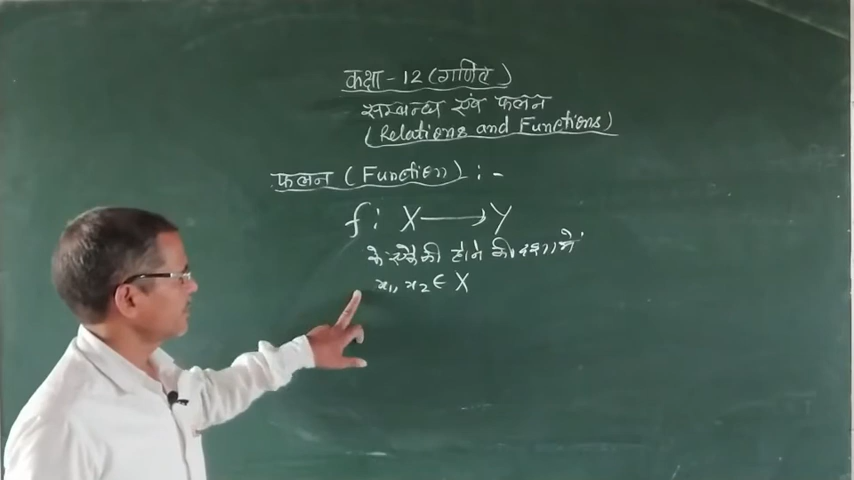 कक्षा - 12 (गणित)
सम्बन्ध एवं फलन
(Relations and Functions)
फलन (Function) : -
f : X ⟶ Y
के एकैकी होने की दशा में
x₁, x₂ ∈ X